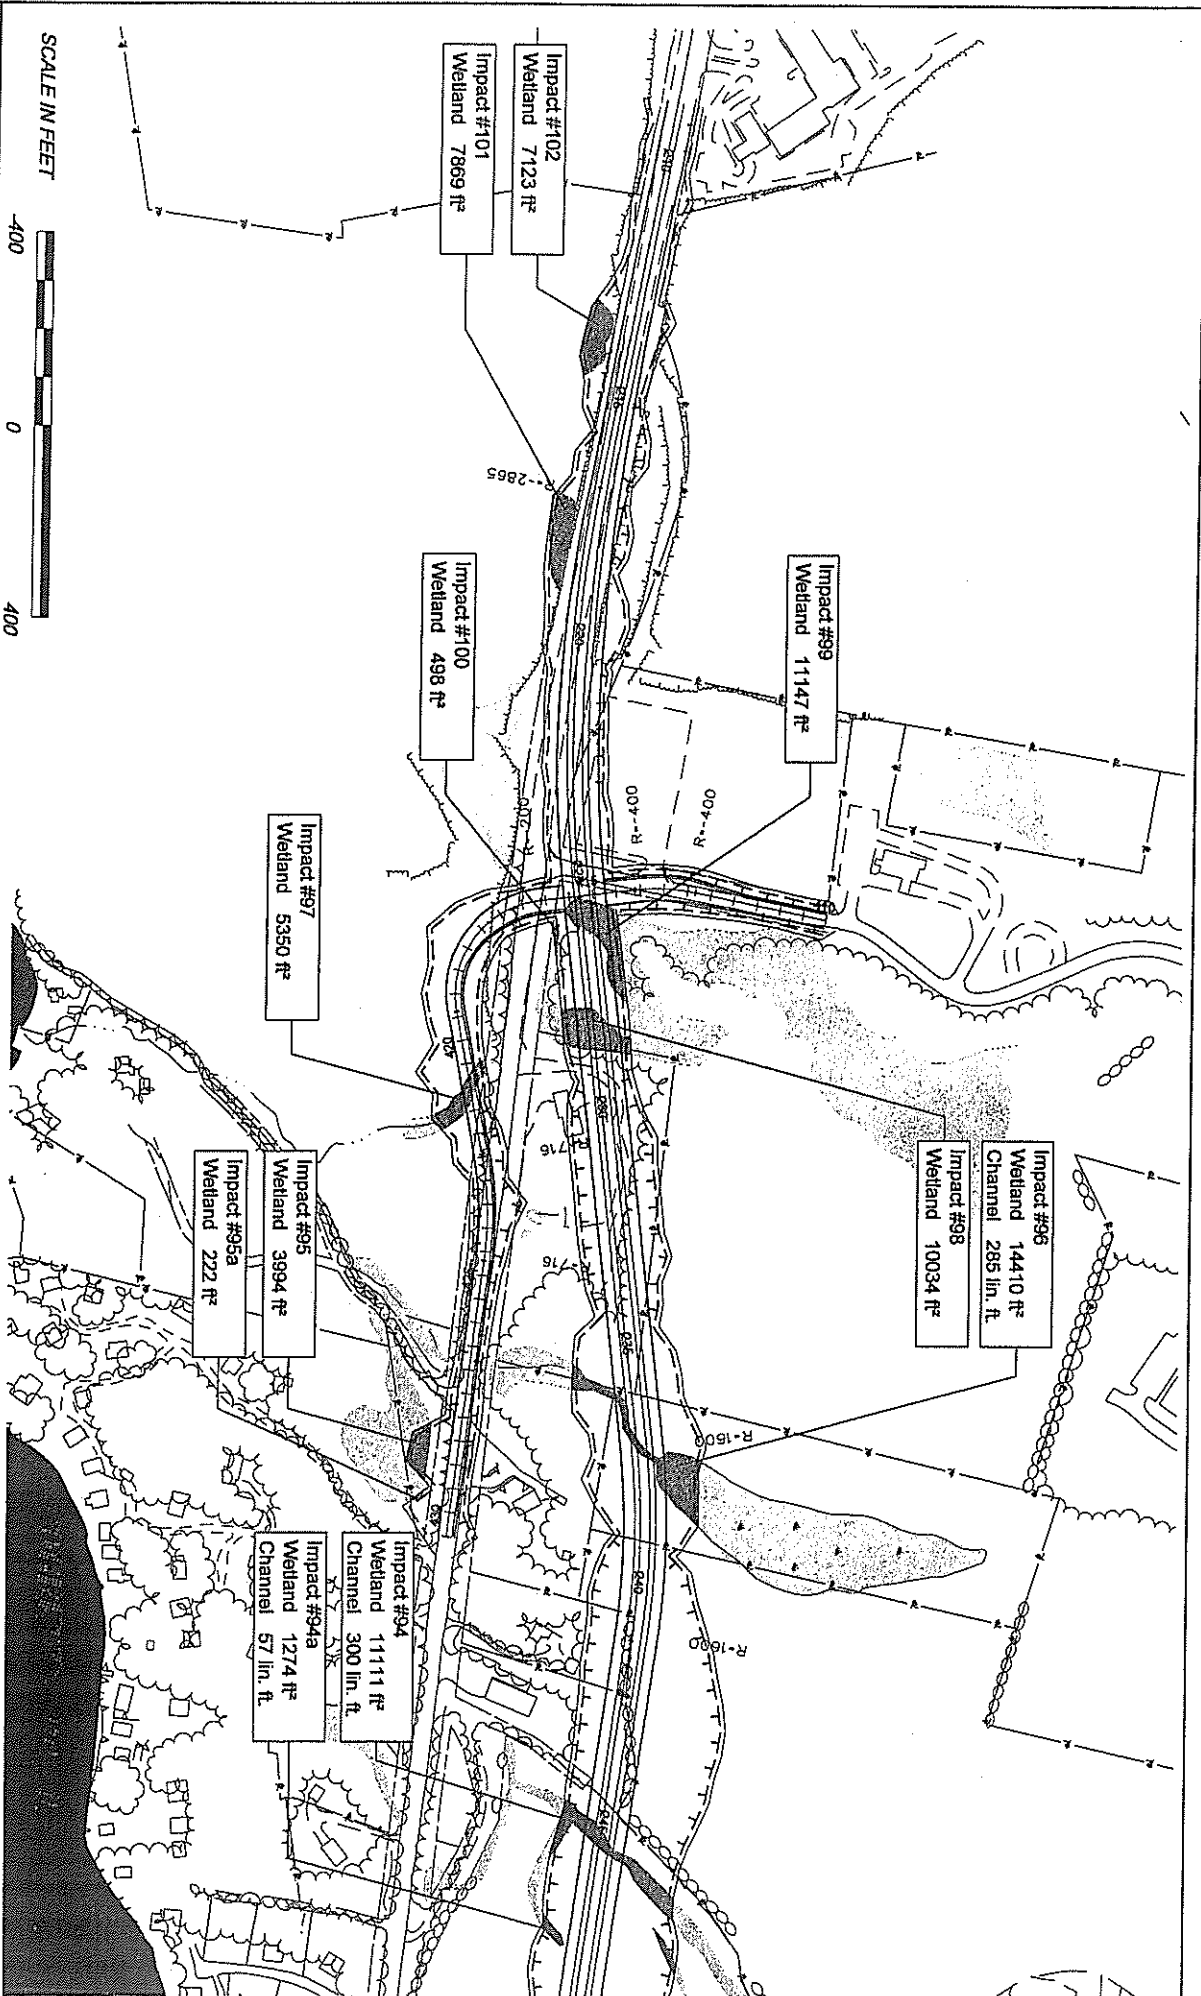 Impact #102
Wetland 7123 ft²
Impact #101
Wetland 7869 ft²
Impact #99
Wetland 11147 ft²
Impact #100
Wetland 498 ft²
Impact #97
Wetland 5350 ft²
Impact #96
Wetland 14410 ft²
Channel 285 lin. ft.
Impact #98
Wetland 10034 ft²
Impact #95
Wetland 3994 ft²
Impact #95a
Wetland 222 ft²
Impact #94
Wetland 11111 ft²
Channel 300 lin. ft.
Impact #94a
Wetland 1274 ft²
Channel 57 lin. ft.
R=-400
R=-400
R=-1500
R=-1600
716
716
SCALE IN FEET
-400
0
400